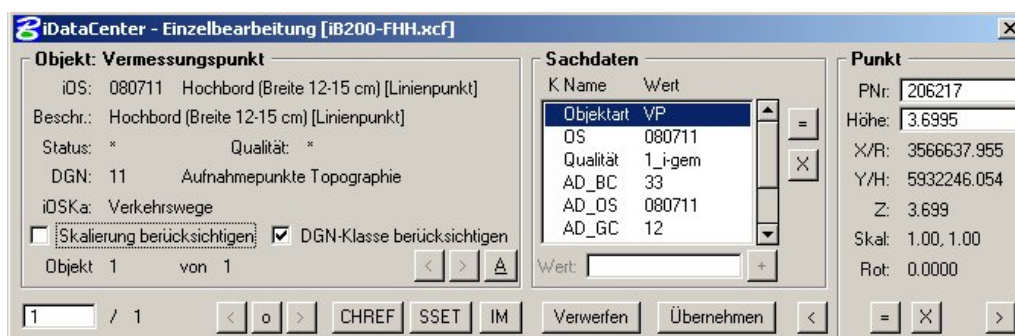 iDataCenter - Einzelbearbeitung [iB200-FHH.xcf]
Objekt: Vermessungspunkt
iOS: 080711 Hochbord (Breite 12-15 cm) [Linienpunkt]
Beschr.: Hochbord (Breite 12-15 cm) [Linienpunkt]
Status: * Qualität: *
DGN: 11 Aufnahmepunkte Topographie
iOSKa: Verkehrswege
Skalierung berücksichtigen DGN-Klasse berücksichtigen
Objekt 1 von 1 < > A
Sachdaten
K Name Wert
Objektart VP
OS 080711
Qualität 1_i-gem
AD_BC 33
AD_OS 080711
AD_GC 12
= X
Wert: +
Punkt
PNr: 206217
Höhe: 3.6995
X/R: 3566637.955
Y/H: 5932246.054
Z: 3.699
Skal: 1.00, 1.00
Rot: 0.0000
1 / 1 < o > CHREF SSET IM Verwerfen Übernehmen < = X >